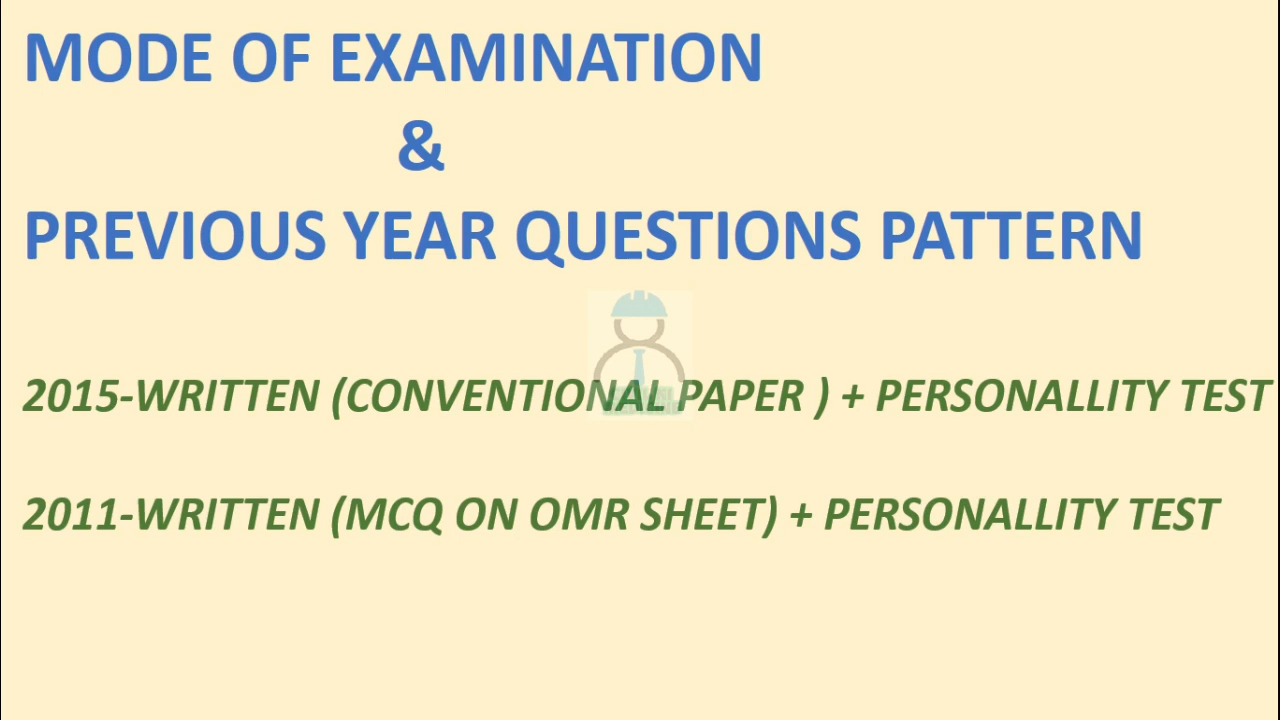 MODE OF EXAMINATION
&
PREVIOUS YEAR QUESTIONS PATTERN
2015-WRITTEN (CONVENTIONAL PAPER ) + PERSONALLITY TEST
2011-WRITTEN (MCQ ON OMR SHEET) + PERSONALLITY TEST